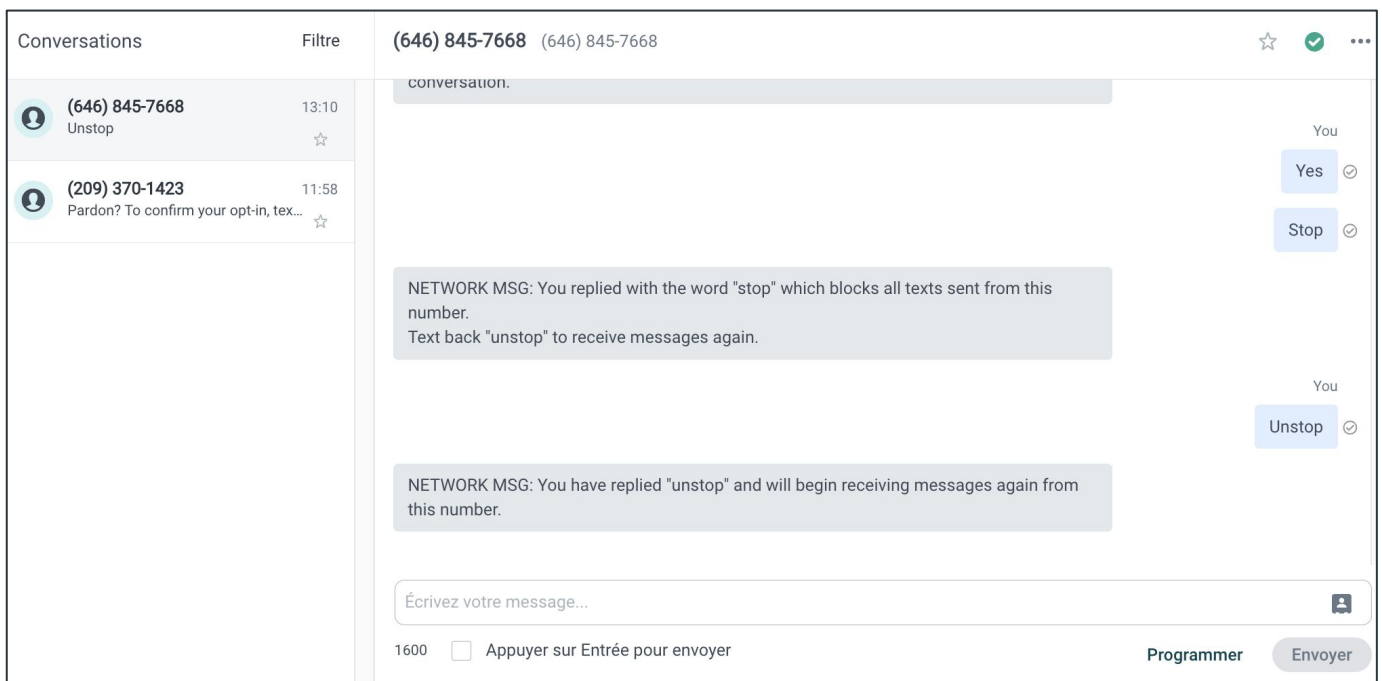 Conversations Filtre
(646) 845-7668 13:10
Unstop
(209) 370-1423 11:58
Pardon? To confirm your opt-in, tex...
(646) 845-7668 (646) 845-7668
conversation.
You
Yes
Stop
NETWORK MSG: You replied with the word "stop" which blocks all texts sent from this
number.
Text back "unstop" to receive messages again.
You
Unstop
NETWORK MSG: You have replied "unstop" and will begin receiving messages again from
this number.
Écrivez votre message...
1600 Appuyer sur Entrée pour envoyer
Programmer Envoyer